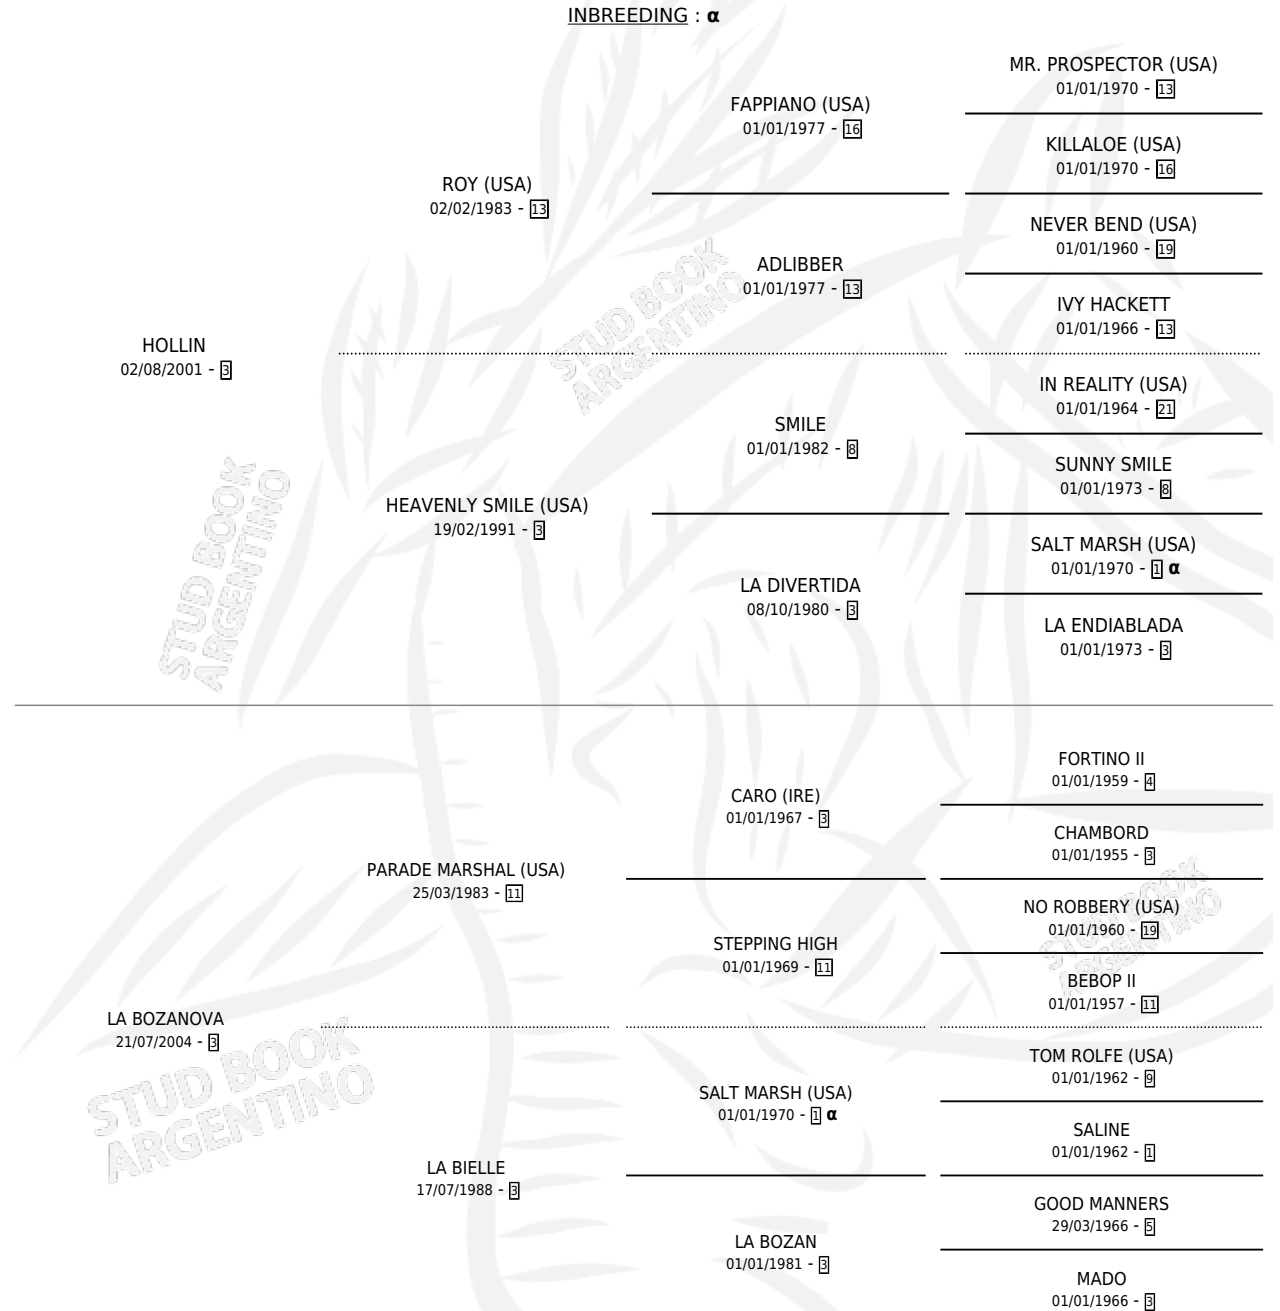 INBREEDING : α
MR. PROSPECTOR (USA)
01/01/1970 - 13
FAPPIANO (USA)
01/01/1977 - 16
KILLALOE (USA)
01/01/1970 - 16
ROY (USA)
02/02/1983 - 13
NEVER BEND (USA)
01/01/1960 - 19
ADLIBBER
01/01/1977 - 13
IVY HACKETT
01/01/1966 - 13
HOLLIN
02/08/2001 - 3
IN REALITY (USA)
01/01/1964 - 21
SMILE
01/01/1982 - 8
SUNNY SMILE
01/01/1973 - 8
HEAVENLY SMILE (USA)
19/02/1991 - 3
SALT MARSH (USA)
01/01/1970 - 1 α
LA DIVERTIDA
08/10/1980 - 3
LA ENDIABLADA
01/01/1973 - 3
FORTINO II
01/01/1959 - 4
CARO (IRE)
01/01/1967 - 3
CHAMBORD
01/01/1955 - 3
PARADE MARSHAL (USA)
25/03/1983 - 11
NO ROBBERY (USA)
01/01/1960 - 19
STEPPING HIGH
01/01/1969 - 11
BEBOP II
01/01/1957 - 11
LA BOZANOVA
21/07/2004 - 3
TOM ROLFE (USA)
01/01/1962 - 9
SALT MARSH (USA)
01/01/1970 - 1 α
SALINE
01/01/1962 - 1
LA BIELLE
17/07/1988 - 3
GOOD MANNERS
29/03/1966 - 5
LA BOZAN
01/01/1981 - 3
MADO
01/01/1966 - 3
STUD BOOK
ARGENTINO
STUD BOOK
ARGENTINO
STUD BOOK
ARGENTINO
STUD BOOK
ARGENTINO